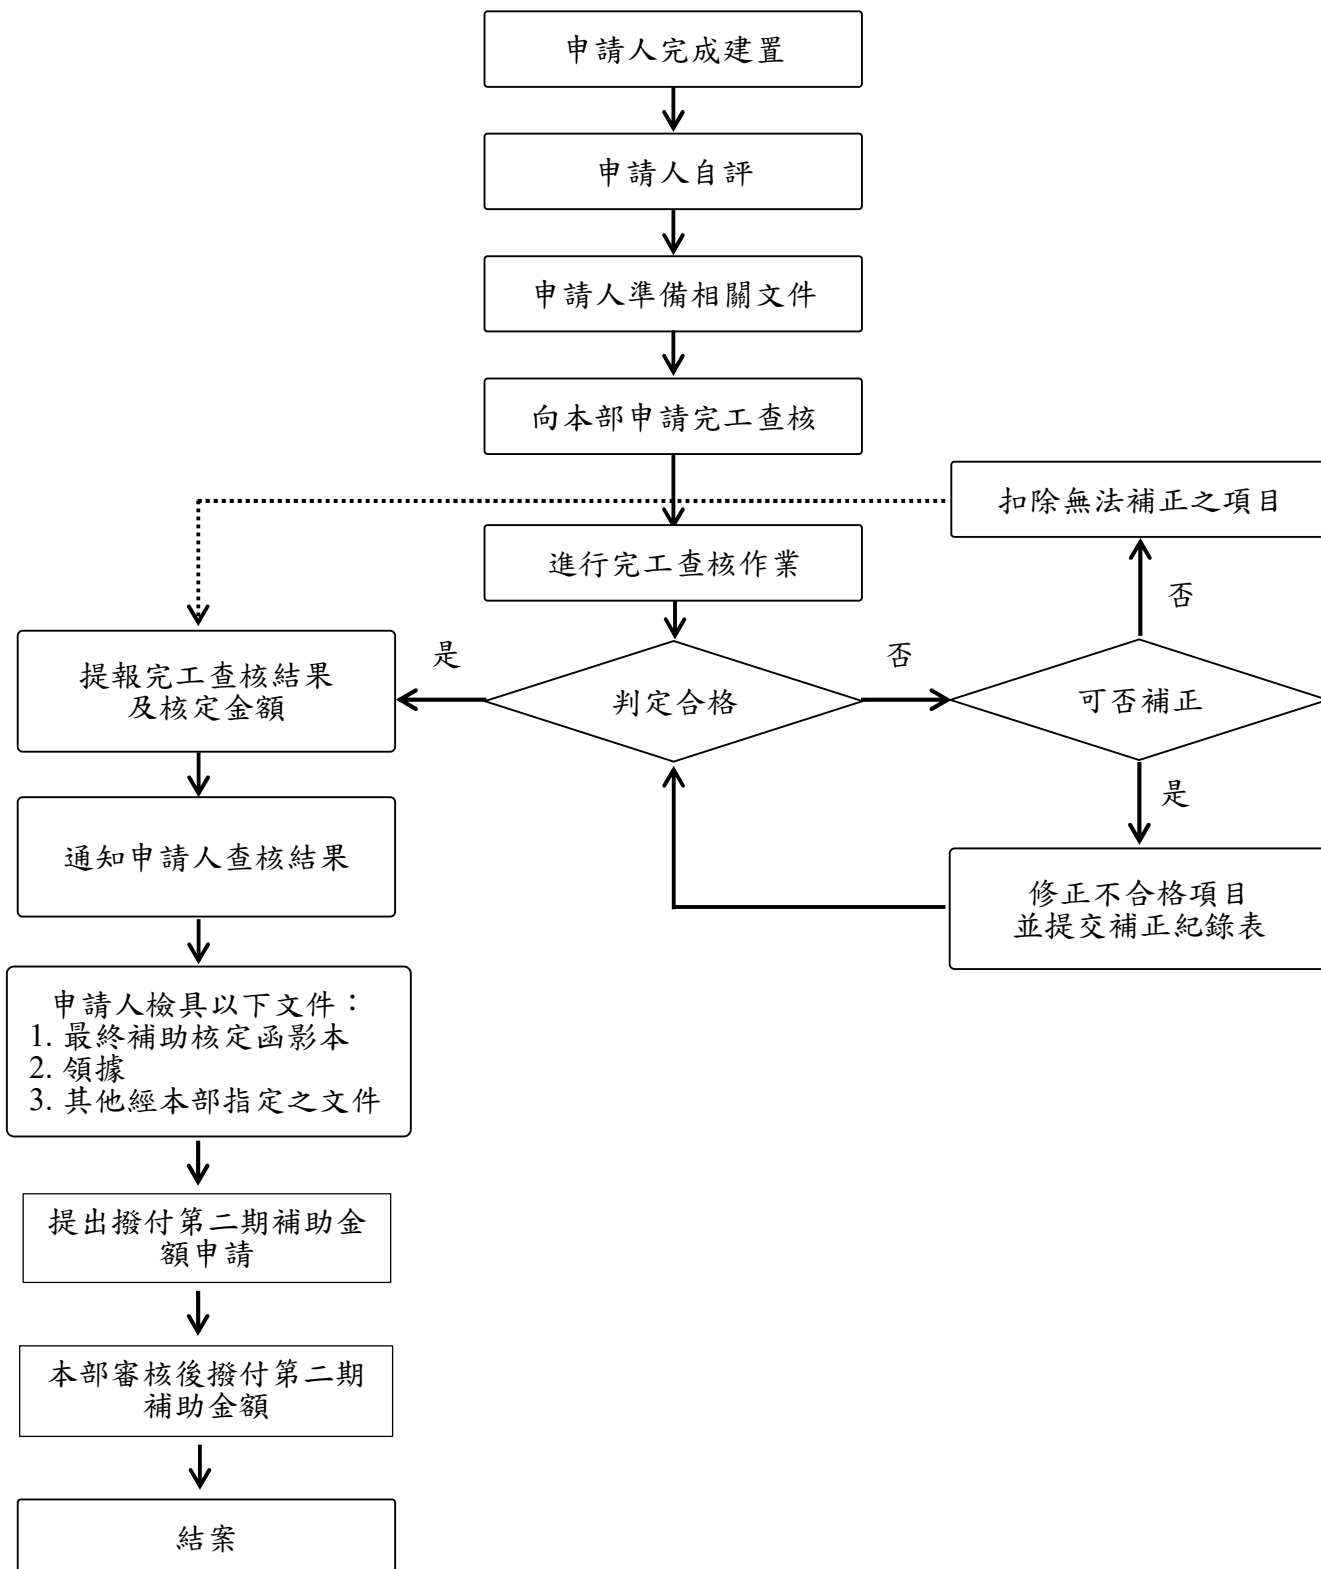 申請人完成建置
申請人自評
申請人準備相關文件
向本部申請完工查核
扣除無法補正之項目
進行完工查核作業
否
是
否
提報完工查核結果
及核定金額
判定合格
可否補正
是
通知申請人查核結果
修正不合格項目
並提交補正紀錄表
申請人檢具以下文件：
1. 最終補助核定函影本
2. 領據
3. 其他經本部指定之文件
提出撥付第二期補助金
額申請
本部審核後撥付第二期
補助金額
結案